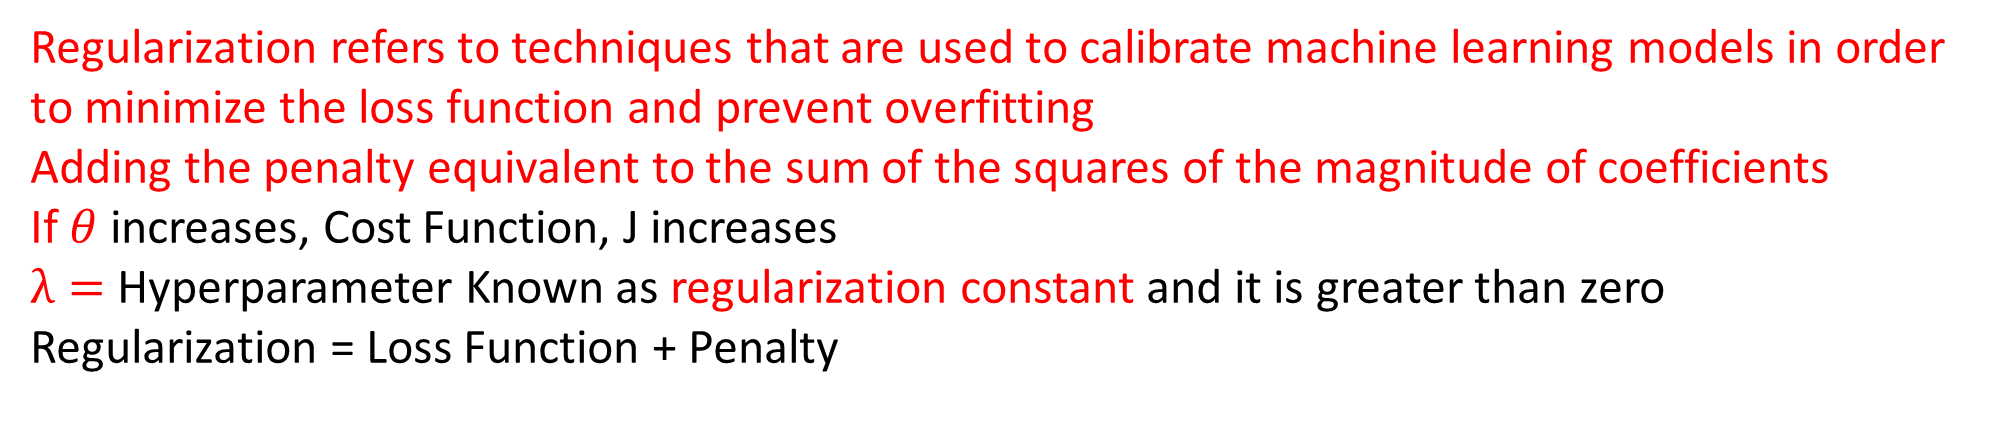 Regularization refers to techniques that are used to calibrate machine learning models in order
to minimize the loss function and prevent overfitting
Adding the penalty equivalent to the sum of the squares of the magnitude of coefficients
If 𝜃 increases, Cost Function, J increases
λ = Hyperparameter Known as regularization constant and it is greater than zero
Regularization = Loss Function + Penalty